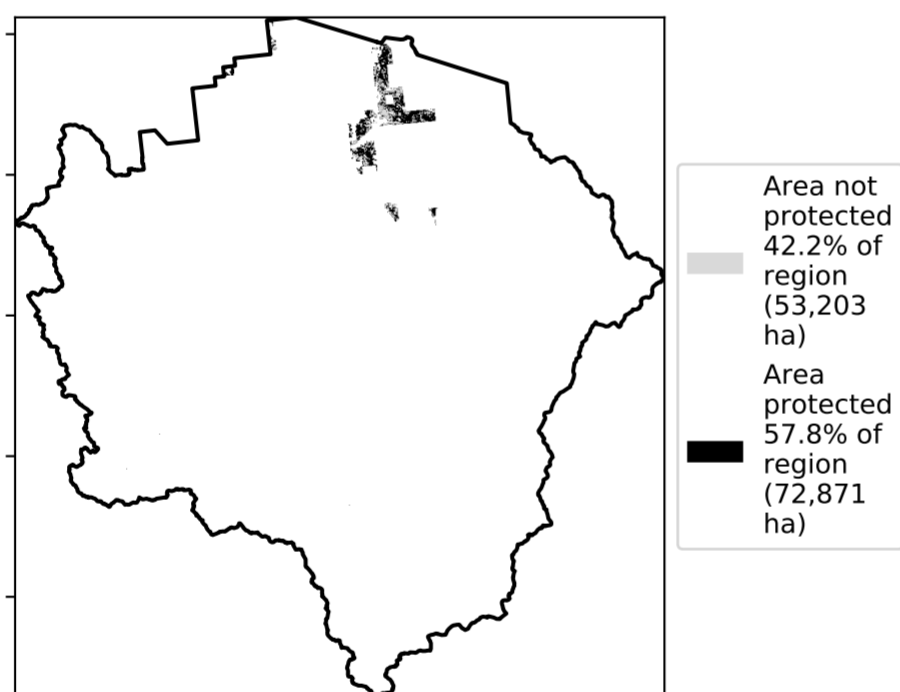 Area not
protected
42.2% of
region
(53,203
ha)
Area
protected
57.8% of
region
(72,871
ha)